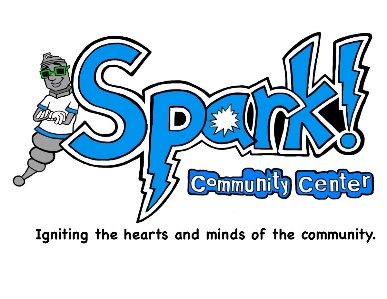 Spark!
Community Center
Igniting the hearts and minds of the community.